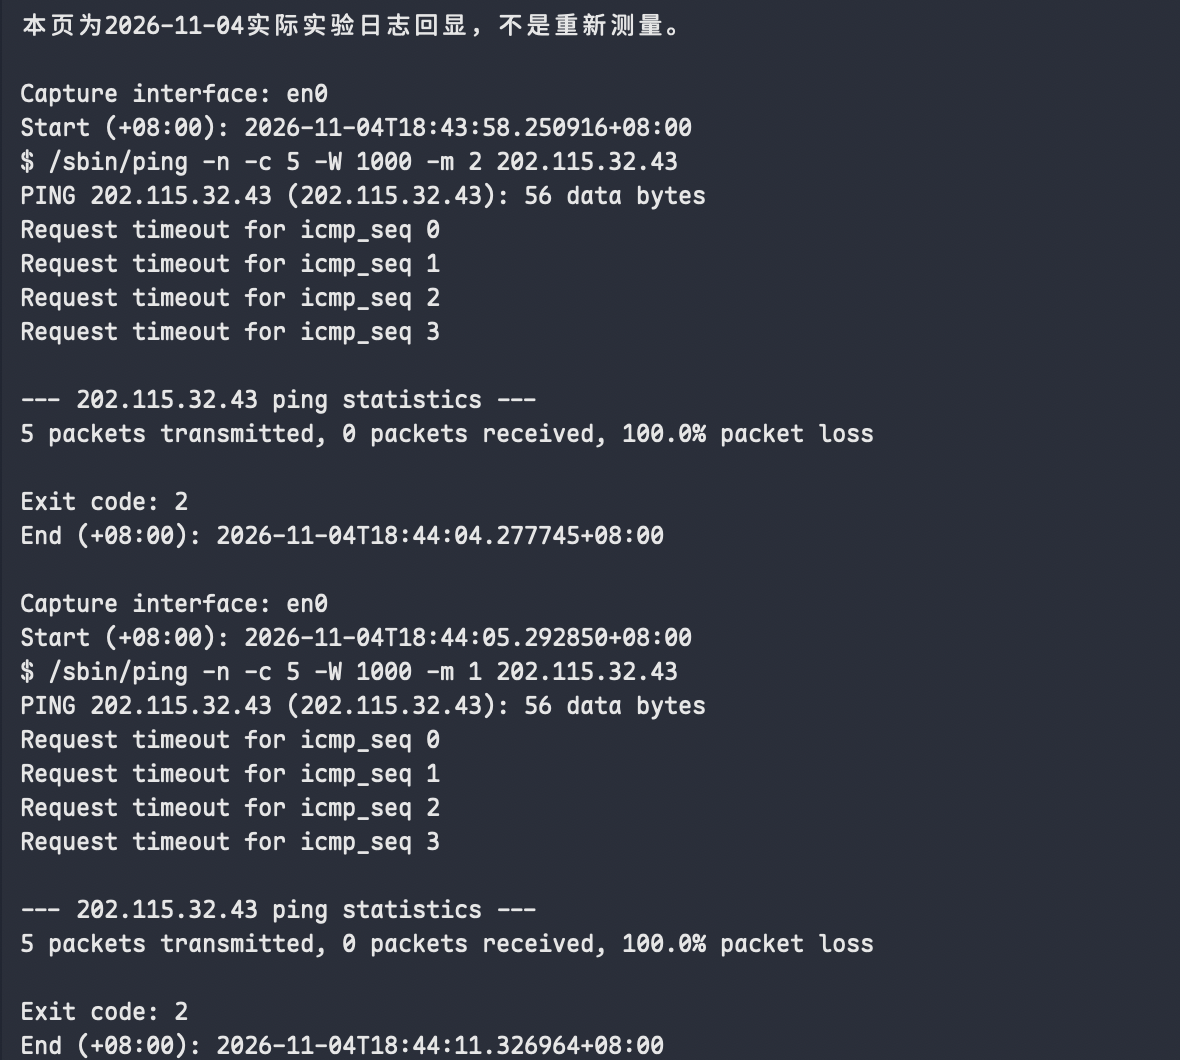 本页为2026-11-04实际实验日志回显，不是重新测量。
Capture interface: en0
Start (+08:00): 2026-11-04T18:43:58.250916+08:00
$ /sbin/ping -n -c 5 -W 1000 -m 2 202.115.32.43
PING 202.115.32.43 (202.115.32.43): 56 data bytes
Request timeout for icmp_seq 0
Request timeout for icmp_seq 1
Request timeout for icmp_seq 2
Request timeout for icmp_seq 3
--- 202.115.32.43 ping statistics ---
5 packets transmitted, 0 packets received, 100.0% packet loss
Exit code: 2
End (+08:00): 2026-11-04T18:44:04.277745+08:00
Capture interface: en0
Start (+08:00): 2026-11-04T18:44:05.292850+08:00
$ /sbin/ping -n -c 5 -W 1000 -m 1 202.115.32.43
PING 202.115.32.43 (202.115.32.43): 56 data bytes
Request timeout for icmp_seq 0
Request timeout for icmp_seq 1
Request timeout for icmp_seq 2
Request timeout for icmp_seq 3
--- 202.115.32.43 ping statistics ---
5 packets transmitted, 0 packets received, 100.0% packet loss
Exit code: 2
End (+08:00): 2026-11-04T18:44:11.326964+08:00